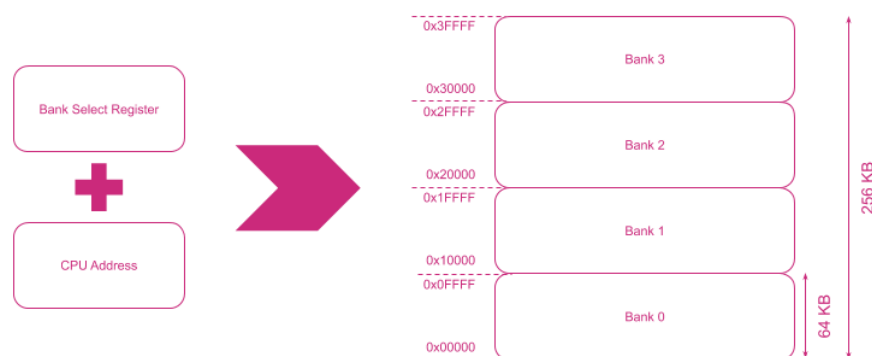 Bank Select Register
CPU Address
0x3FFFF
Bank 3
0x30000
0x2FFFF
Bank 2
0x20000
0x1FFFF
Bank 1
0x10000
0x0FFFF
Bank 0
0x00000
64 KB
256 KB